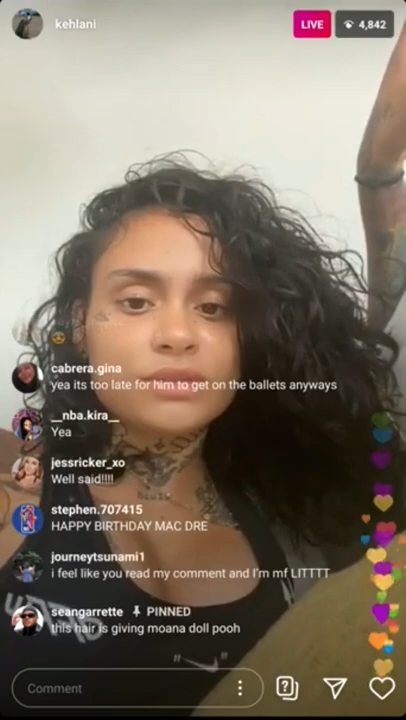 kehlani
LIVE
4,842
cabrera.gina
yea its too late for him to get on the ballets anyways
__nba.kira__
Yea
jessricker_xo
Well said!!!!
stephen.707415
HAPPY BIRTHDAY MAC DRE
journeytsunami1
i feel like you read my comment and I'm mf LITTTT
seangarrette PINNED
this hair is giving moana doll pooh
Comment